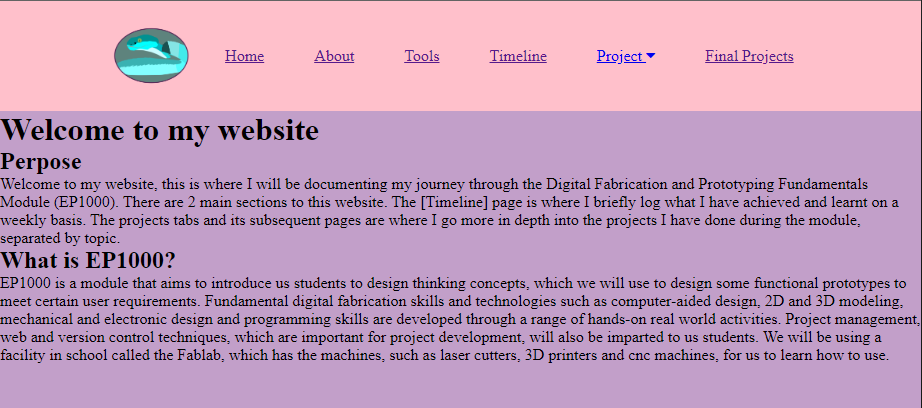 Home About Tools Timeline Project Final Projects
Welcome to my website
Perpose
Welcome to my website, this is where I will be documenting my journey through the Digital Fabrication and Prototyping Fundamentals
Module (EP1000). There are 2 main sections to this website. The [Timeline] page is where I briefly log what I have achieved and learnt on a
weekly basis. The projects tabs and its subsequent pages are where I go more in depth into the projects I have done during the module,
separated by topic.
What is EP1000?
EP1000 is a module that aims to introduce us students to design thinking concepts, which we will use to design some functional prototypes to
meet certain user requirements. Fundamental digital fabrication skills and technologies such as computer-aided design, 2D and 3D modeling,
mechanical and electronic design and programming skills are developed through a range of hands-on real world activities. Project management,
web and version control techniques, which are important for project development, will also be imparted to us students. We will be using a
facility in school called the Fablab, which has the machines, such as laser cutters, 3D printers and cnc machines, for us to learn how to use.